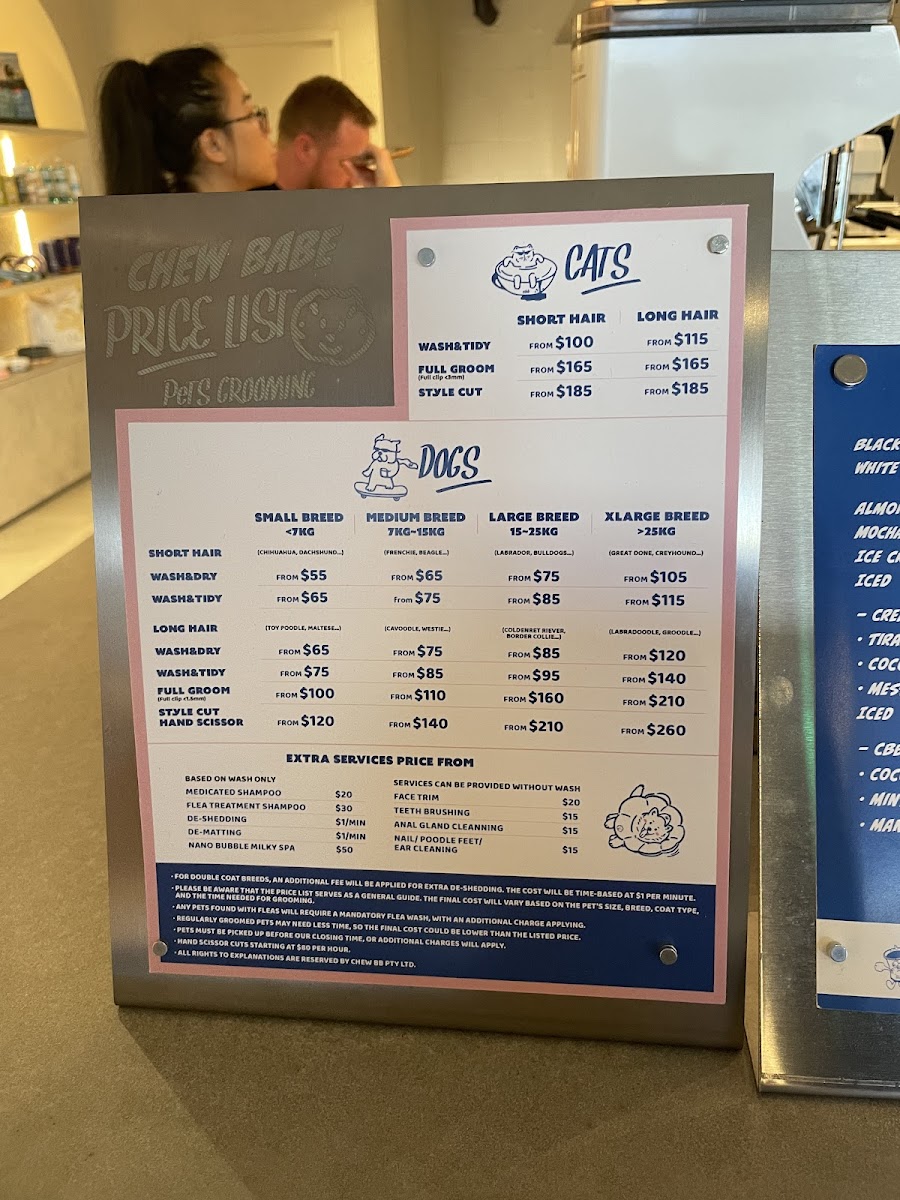 CHEW BABE
PRICE LIST
PETS GROOMING
CATS
SHORT HAIR LONG HAIR
WASH&TIDY FROM $100 FROM $115
FULL GROOM FROM $165 FROM $165
(Full clip <3mm)
STYLE CUT FROM $185 FROM $185
DOGS
SMALL BREED MEDIUM BREED LARGE BREED XLARGE BREED
<7KG 7KG~15KG 15~25KG >25KG
SHORT HAIR (CHIHUAHUA, DACHSHUND...) (FRENCHIE, BEAGLE...) (LABRADOR, BULLDOGS...) (GREAT DONE, CREYHOUND...)
WASH&DRY FROM $55 FROM $65 FROM $75 FROM $105
WASH&TIDY FROM $65 From $75 FROM $85 FROM $115
LONG HAIR (TOY POODLE, MALTESE...) (CAVOODLE, WESTIE...) (COLDENRET RIEVER, BORDER COLLIE...) (LABRADOODLE, GROODLE...)
WASH&DRY FROM $65 FROM $75 FROM $85 FROM $120
WASH&TIDY FROM $75 FROM $85 FROM $95 FROM $140
FULL GROOM FROM $100 FROM $110 FROM $160 FROM $210
(Full clip <1.5mm)
STYLE CUT
HAND SCISSOR FROM $120 FROM $140 FROM $210 FROM $260
EXTRA SERVICES PRICE FROM
BASED ON WASH ONLY
MEDICATED SHAMPOO $20
FLEA TREATMENT SHAMPOO $30
DE-SHEDDING $1/MIN
DE-MATTING $1/MIN
NANO BUBBLE MILKY SPA $50
SERVICES CAN BE PROVIDED WITHOUT WASH
FACE TRIM $20
TEETH BRUSHING $15
ANAL GLAND CLEANNING $15
NAIL/ POODLE FEET/
EAR CLEANING $15
· FOR DOUBLE COAT BREEDS, AN ADDITIONAL FEE WILL BE APPLIED FOR EXTRA DE-SHEDDING. THE COST WILL BE TIME-BASED AT $1 PER MINUTE.
· PLEASE BE AWARE THAT THE PRICE LIST SERVES AS A GENERAL GUIDE. THE FINAL COST WILL VARY BASED ON THE PET'S SIZE, BREED, COAT TYPE,
AND THE TIME NEEDED FOR GROOMING.
· ANY PETS FOUND WITH FLEAS WILL REQUIRE A MANDATORY FLEA WASH, WITH AN ADDITIONAL CHARGE APPLYING.
· REGULARLY GROOMED PETS MAY NEED LESS TIME, SO THE FINAL COST COULD BE LOWER THAN THE LISTED PRICE.
· PETS MUST BE PICKED UP BEFORE OUR CLOSING TIME, OR ADDITIONAL CHARGES WILL APPLY.
· HAND SCISSOR CUTS STARTING AT $80 PER HOUR.
· ALL RIGHTS TO EXPLANATIONS ARE RESERVED BY CHEW BB PTY LTD.
BLACK
WHITE
ALMO
MOCHA
ICE C
ICED
- CRE
· TIRA
· COCO
· MES
ICED
- CBE
· COC
· MIN
· MAN